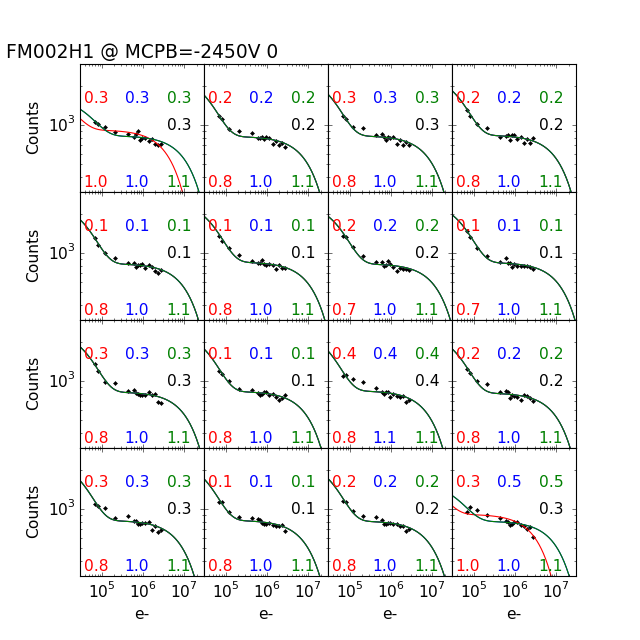 FM002H1 @ MCPB=-2450V 0
Counts 10³ 0.3 0.3 0.3 0.2 0.2 0.2 0.3 0.3 0.3 0.2 0.2 0.2
0.3 0.2 0.3 0.2
1.0 1.0 1.1 0.8 1.0 1.1 0.8 1.0 1.1 0.8 1.0 1.1
Counts 10³ 0.1 0.1 0.1 0.1 0.1 0.1 0.2 0.2 0.2 0.1 0.1 0.1
0.1 0.1 0.2 0.1
0.8 1.0 1.1 0.8 1.0 1.1 0.7 1.0 1.1 0.7 1.0 1.1
Counts 10³ 0.3 0.3 0.3 0.1 0.1 0.1 0.4 0.4 0.4 0.2 0.2 0.2
0.3 0.1 0.4 0.2
0.8 1.0 1.1 0.8 1.0 1.1 0.8 1.1 1.1 0.8 1.0 1.1
Counts 10³ 0.3 0.3 0.3 0.1 0.1 0.1 0.2 0.2 0.2 0.3 0.5 0.5
0.3 0.1 0.2 0.3
0.8 1.0 1.1 0.8 1.0 1.1 0.8 1.0 1.1 1.0 1.0 1.1
10⁵ 10⁶ 10⁷ 10⁵ 10⁶ 10⁷ 10⁵ 10⁶ 10⁷ 10⁵ 10⁶ 10⁷
e- e- e- e-